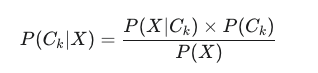 P(C_k|X) = \frac{P(X|C_k) \times P(C_k)}{P(X)}